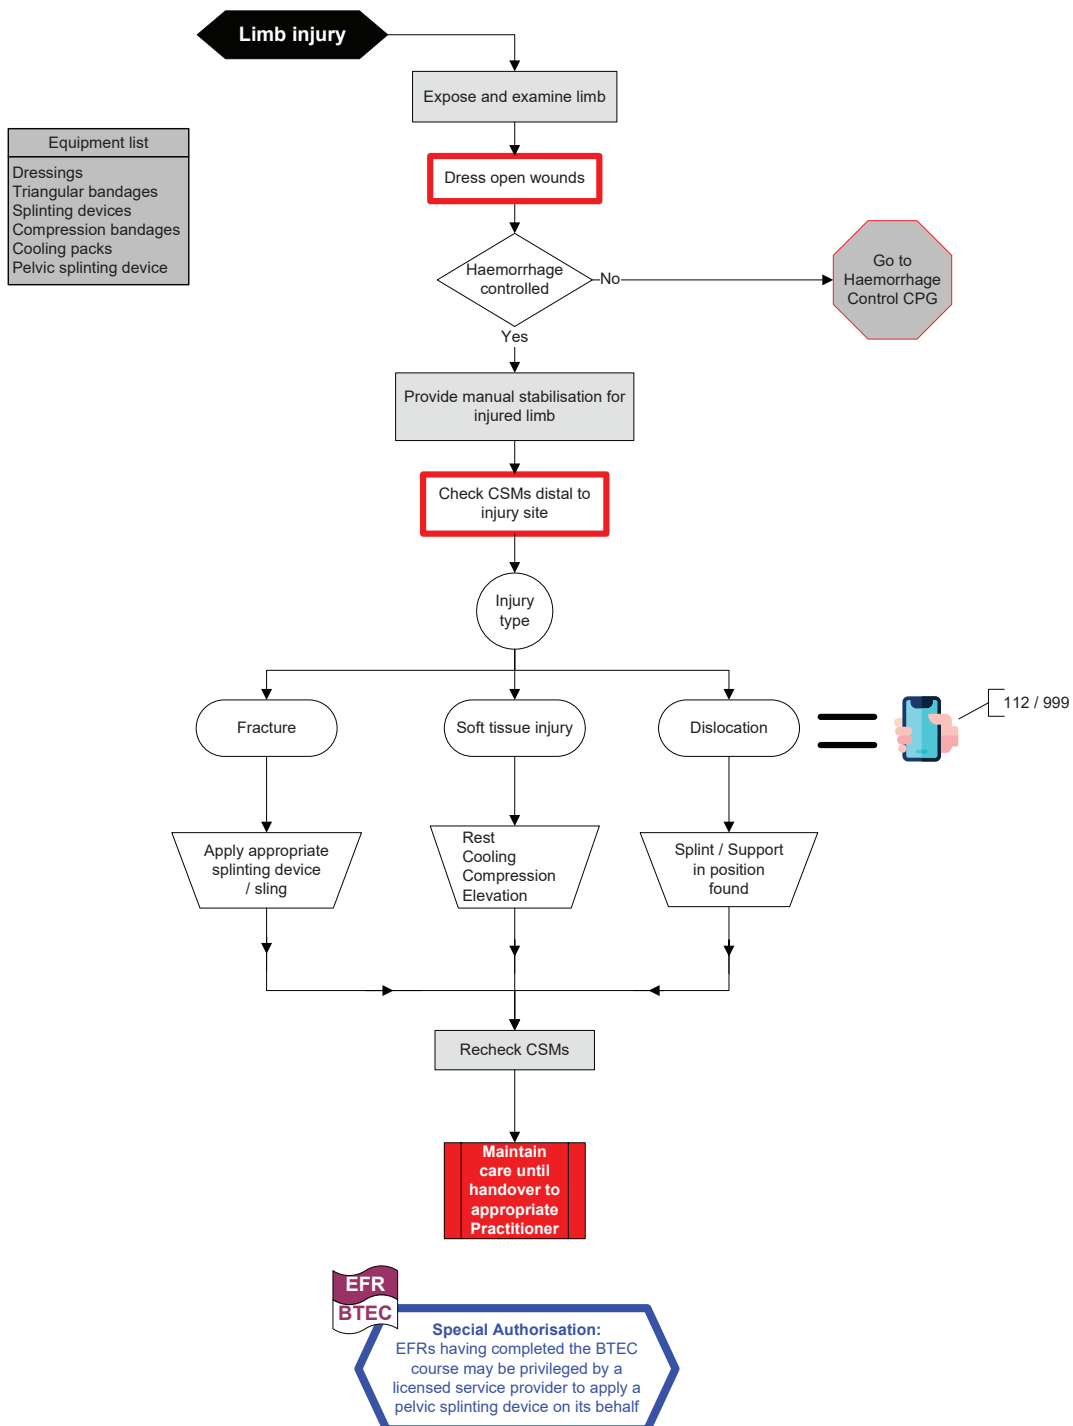 Limb injury
Expose and examine limb
Equipment list
Dressings
Triangular bandages
Splinting devices
Compression bandages
Cooling packs
Pelvic splinting device
Dress open wounds
Haemorrhage
controlled
No
Go to
Haemorrhage
Control CPG
Yes
Provide manual stabilisation for
injured limb
Check CSMs distal to
injury site
Injury
type
Fracture
Soft tissue injury
Dislocation
112 / 999
Apply appropriate
splinting device
/ sling
Rest
Cooling
Compression
Elevation
Splint / Support
in position
found
Recheck CSMs
Maintain
care until
handover to
appropriate
Practitioner
EFR
BTEC
Special Authorisation:
EFRs having completed the BTEC
course may be privileged by a
licensed service provider to apply a
pelvic splinting device on its behalf